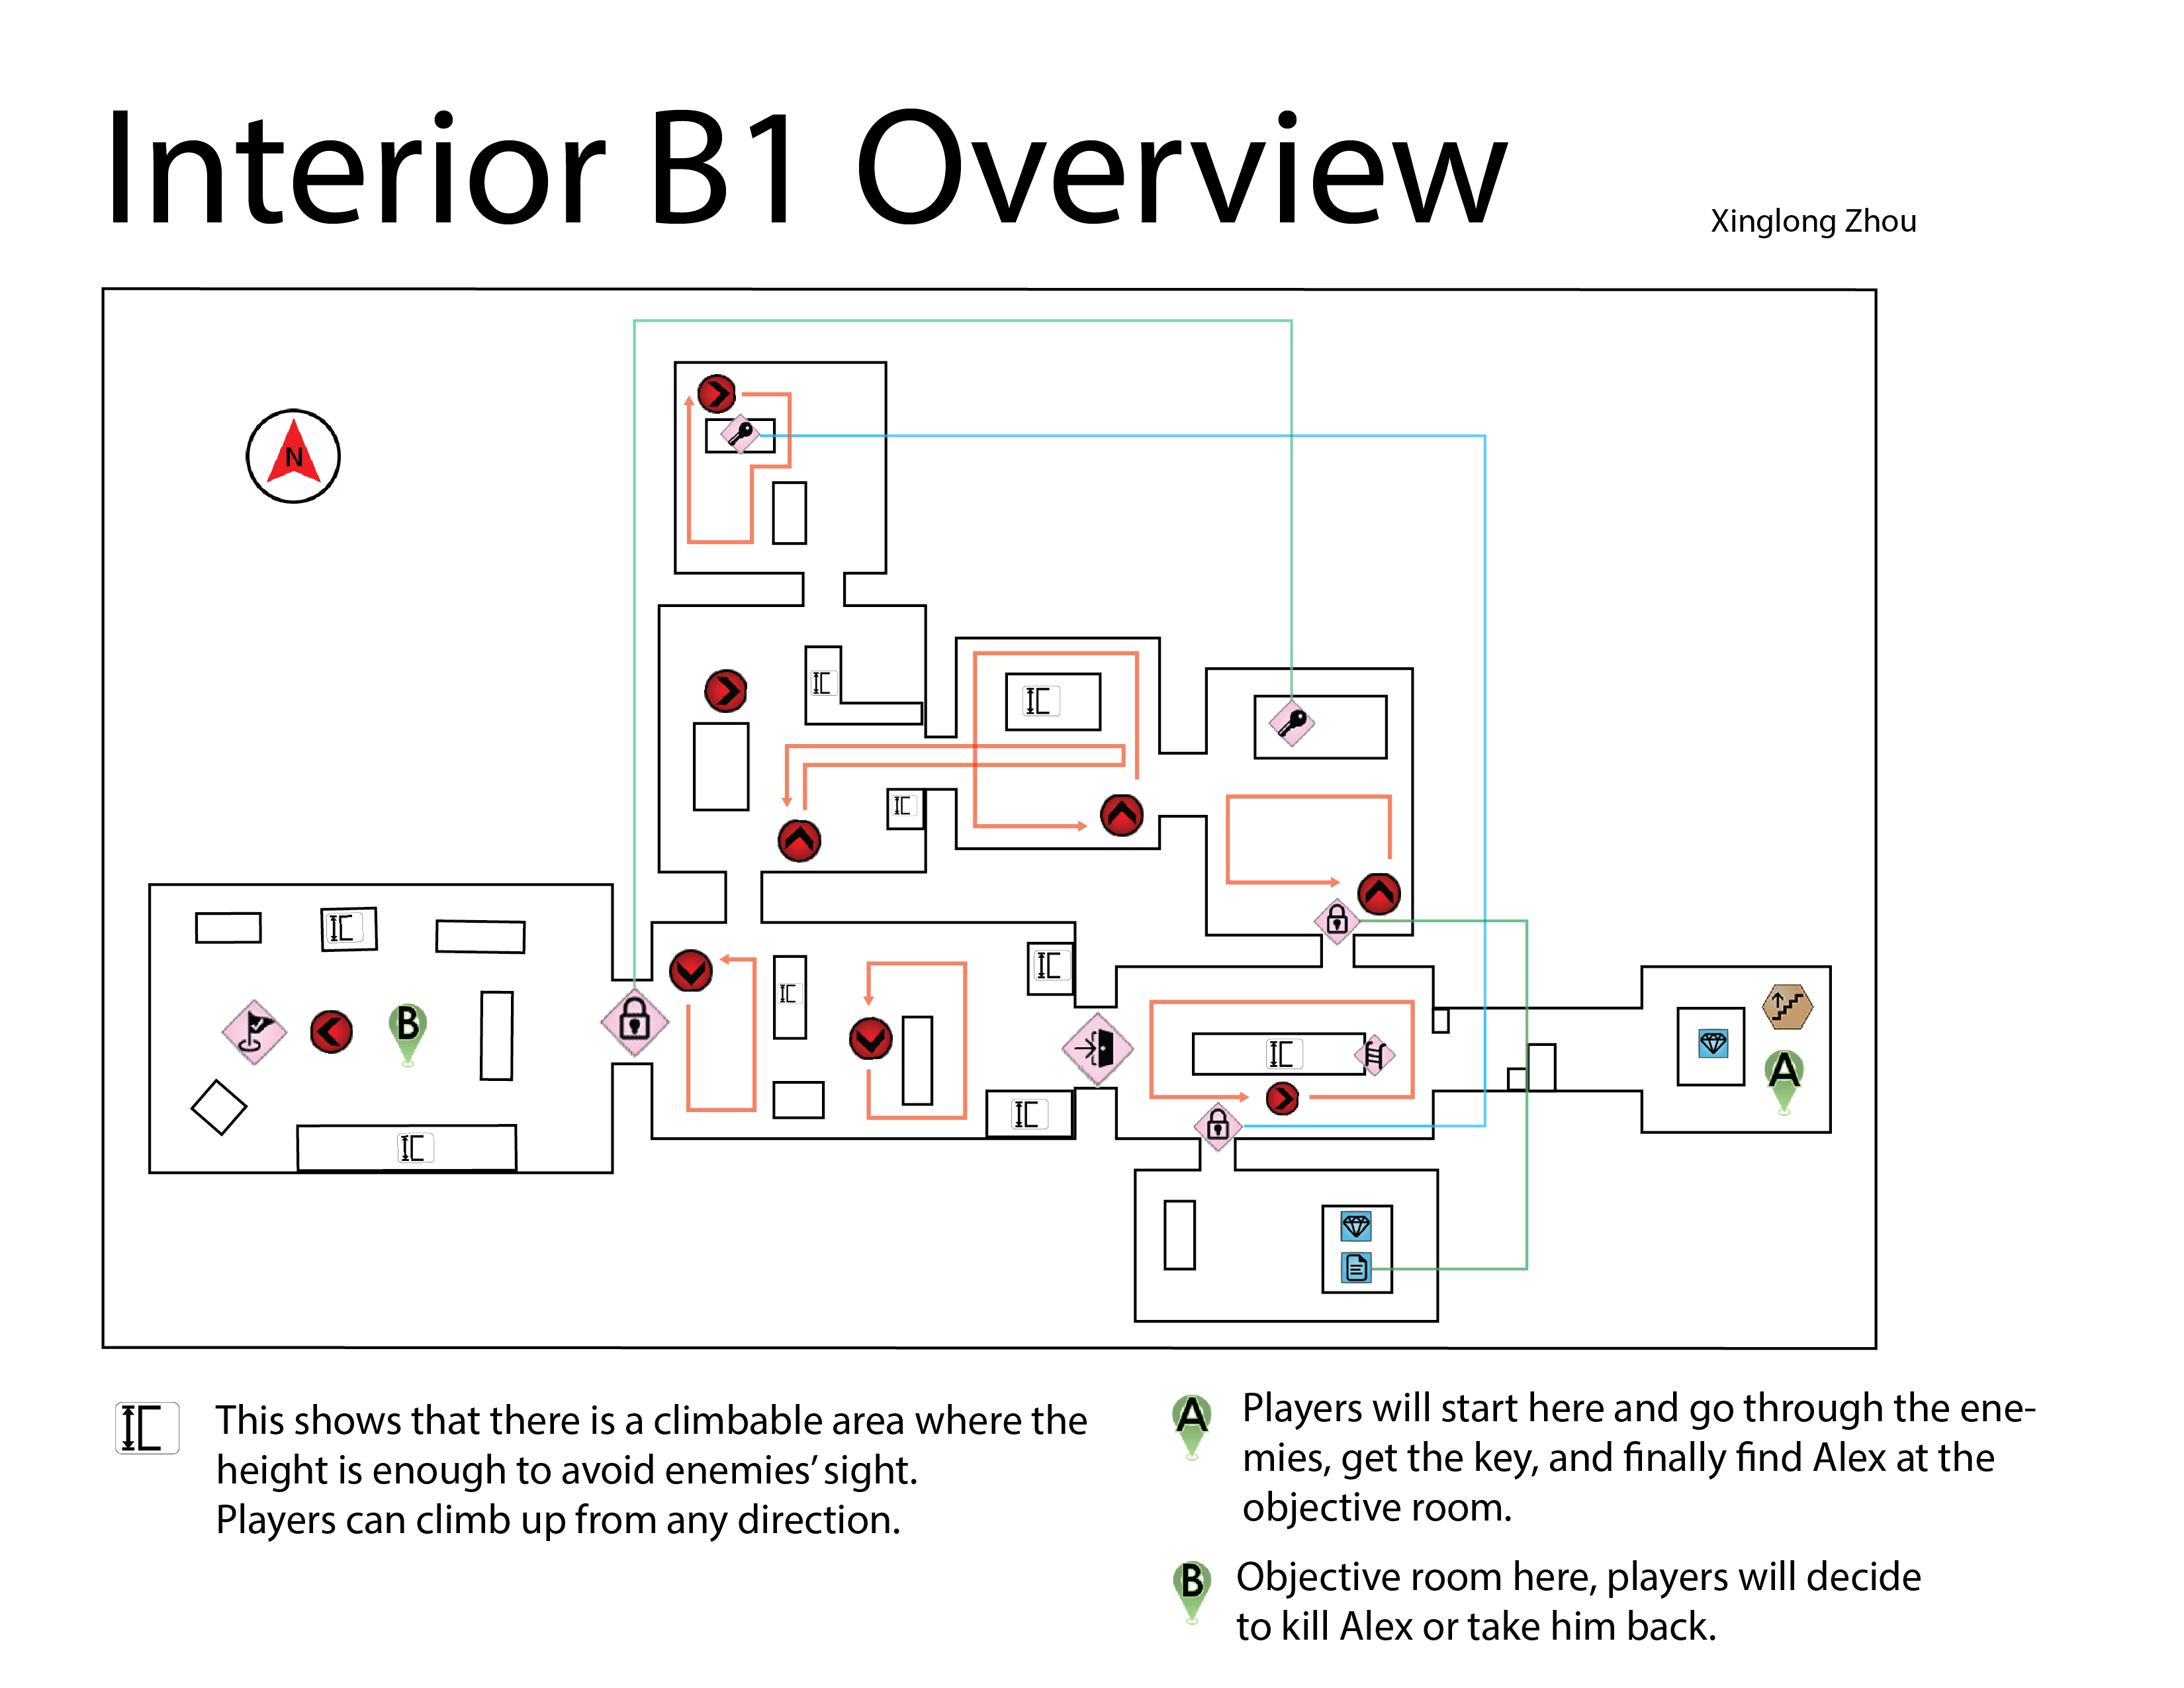 Interior B1 Overview
Xinglong Zhou
N
B
A
This shows that there is a climbable area where the
height is enough to avoid enemies’ sight.
Players can climb up from any direction.
A
Players will start here and go through the ene-
mies, get the key, and finally find Alex at the
objective room.
B
Objective room here, players will decide
to kill Alex or take him back.